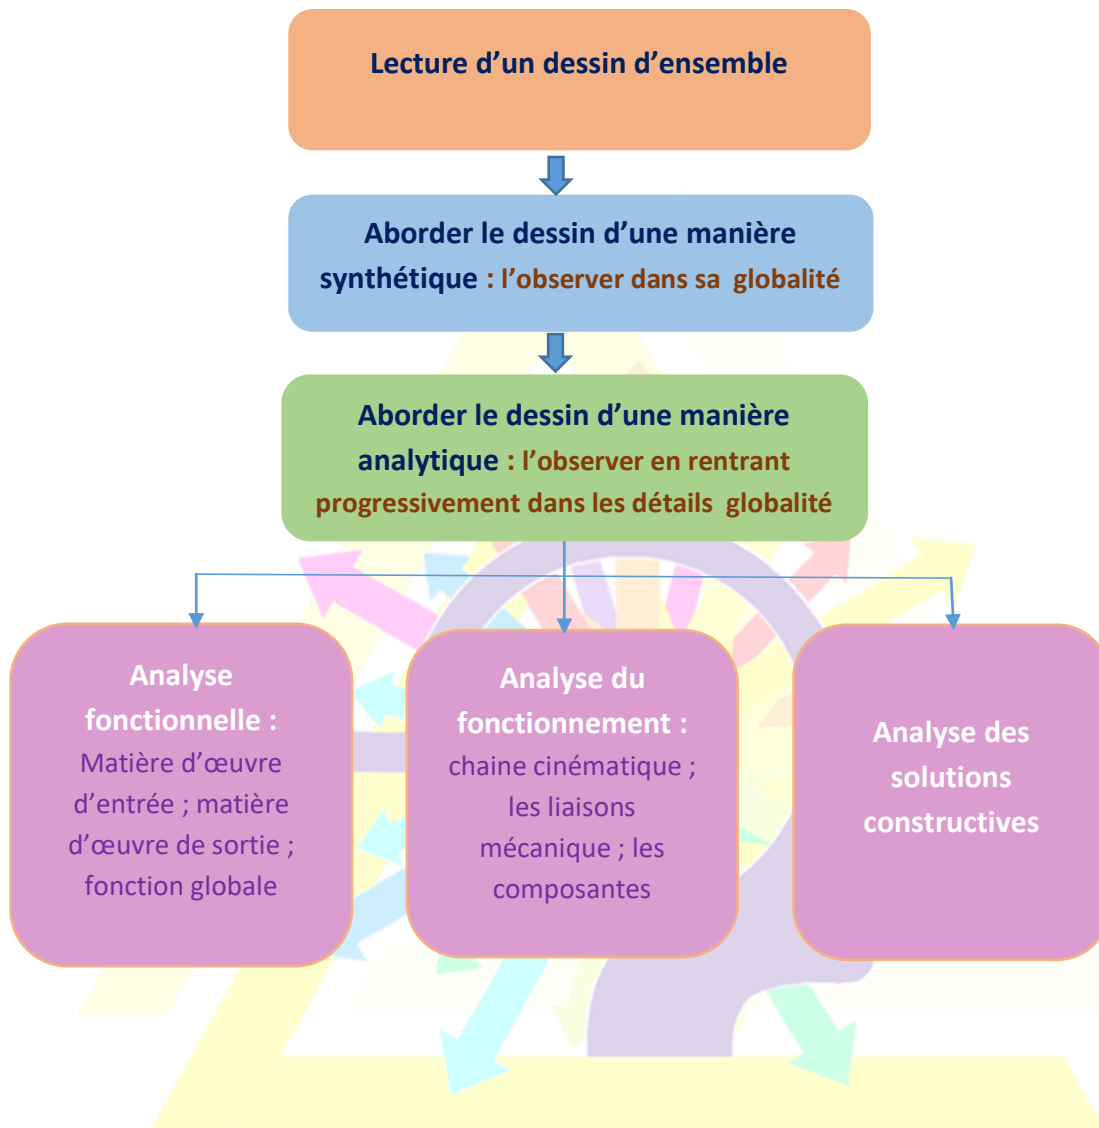 Lecture d’un dessin d’ensemble
Aborder le dessin d’une manière
synthétique : l’observer dans sa globalité
Aborder le dessin d’une manière
analytique : l’observer en rentrant
progressivement dans les détails globalité
Analyse
fonctionnelle :
Matière d’œuvre
d’entrée ; matière
d’œuvre de sortie ;
fonction globale
Analyse du
fonctionnement :
chaine cinématique ;
les liaisons
mécanique ; les
composantes
Analyse des
solutions
constructives